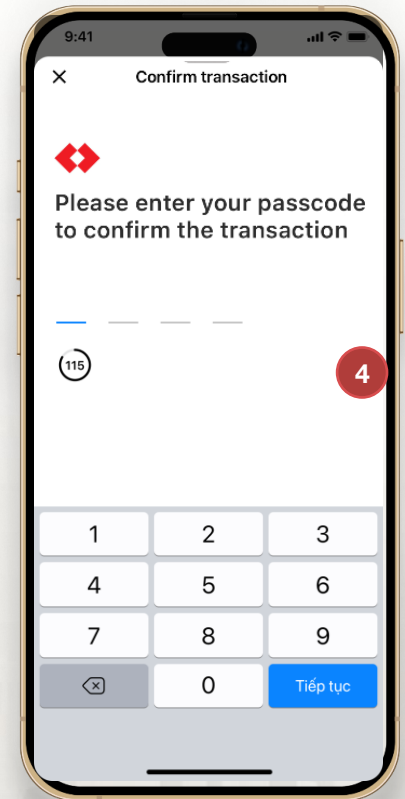 9:41
Confirm transaction
Please enter your passcode
to confirm the transaction
115
4
1 2 3
4 5 6
7 8 9
0 Tiếp tục